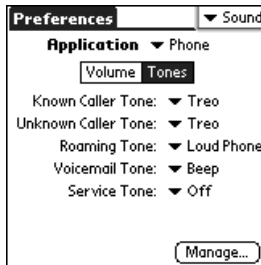 Preferences Sound
Application Phone
Volume Tones
Known Caller Tone: Treo
Unknown Caller Tone: Treo
Roaming Tone: Loud Phone
Voicemail Tone: Beep
Service Tone: Off
Manage...